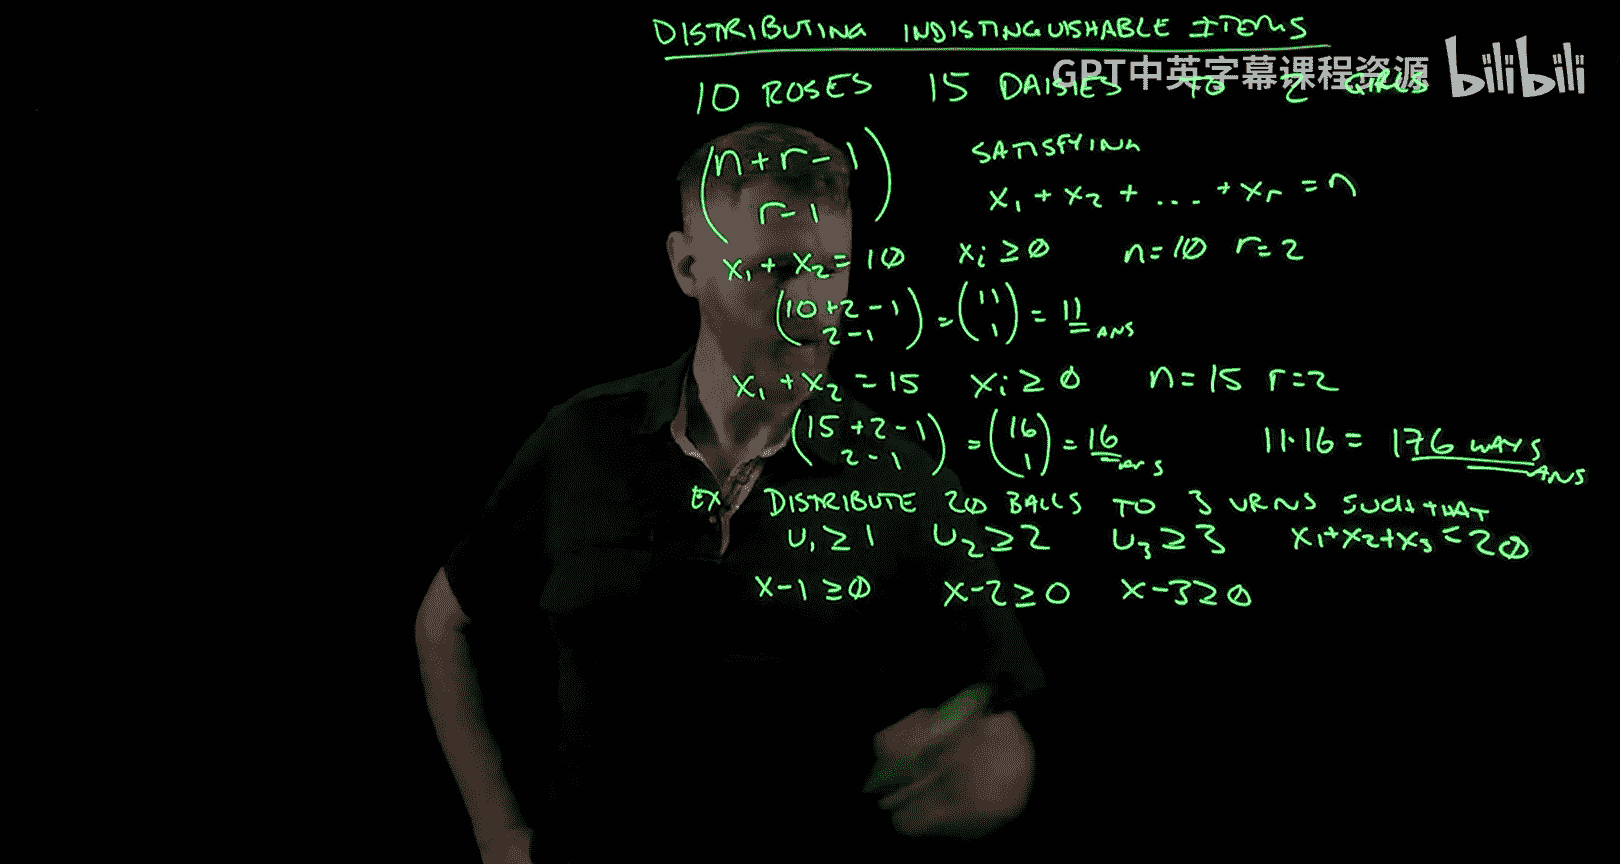 DISTRIBUTING INDISTINGUISHABLE ITEMS
GPT中英字幕课程资源 bilibili
10 ROSES 15 DAISIES TO 2 GIRLS
(n+r-1 r-1) SATISFYING
x₁ + x₂ + ... + xᵣ = n
x₁ + x₂ = 10 xᵢ ≥ 0 n=10 r=2
(10+2-1 2-1) = (11 1) = 11 ANS
x₁ + x₂ = 15 xᵢ ≥ 0 n=15 r=2
(15+2-1 2-1) = (16 1) = 16 ANS 11·16 = 176 WAYS ANS
EX DISTRIBUTE 20 BALLS TO 3 URNS SUCH THAT
U₁ ≥ 1 U₂ ≥ 2 U₃ ≥ 3 x₁+x₂+x₃ = 20
x-1 ≥ 0 x-2 ≥ 0 x-3 ≥ 0